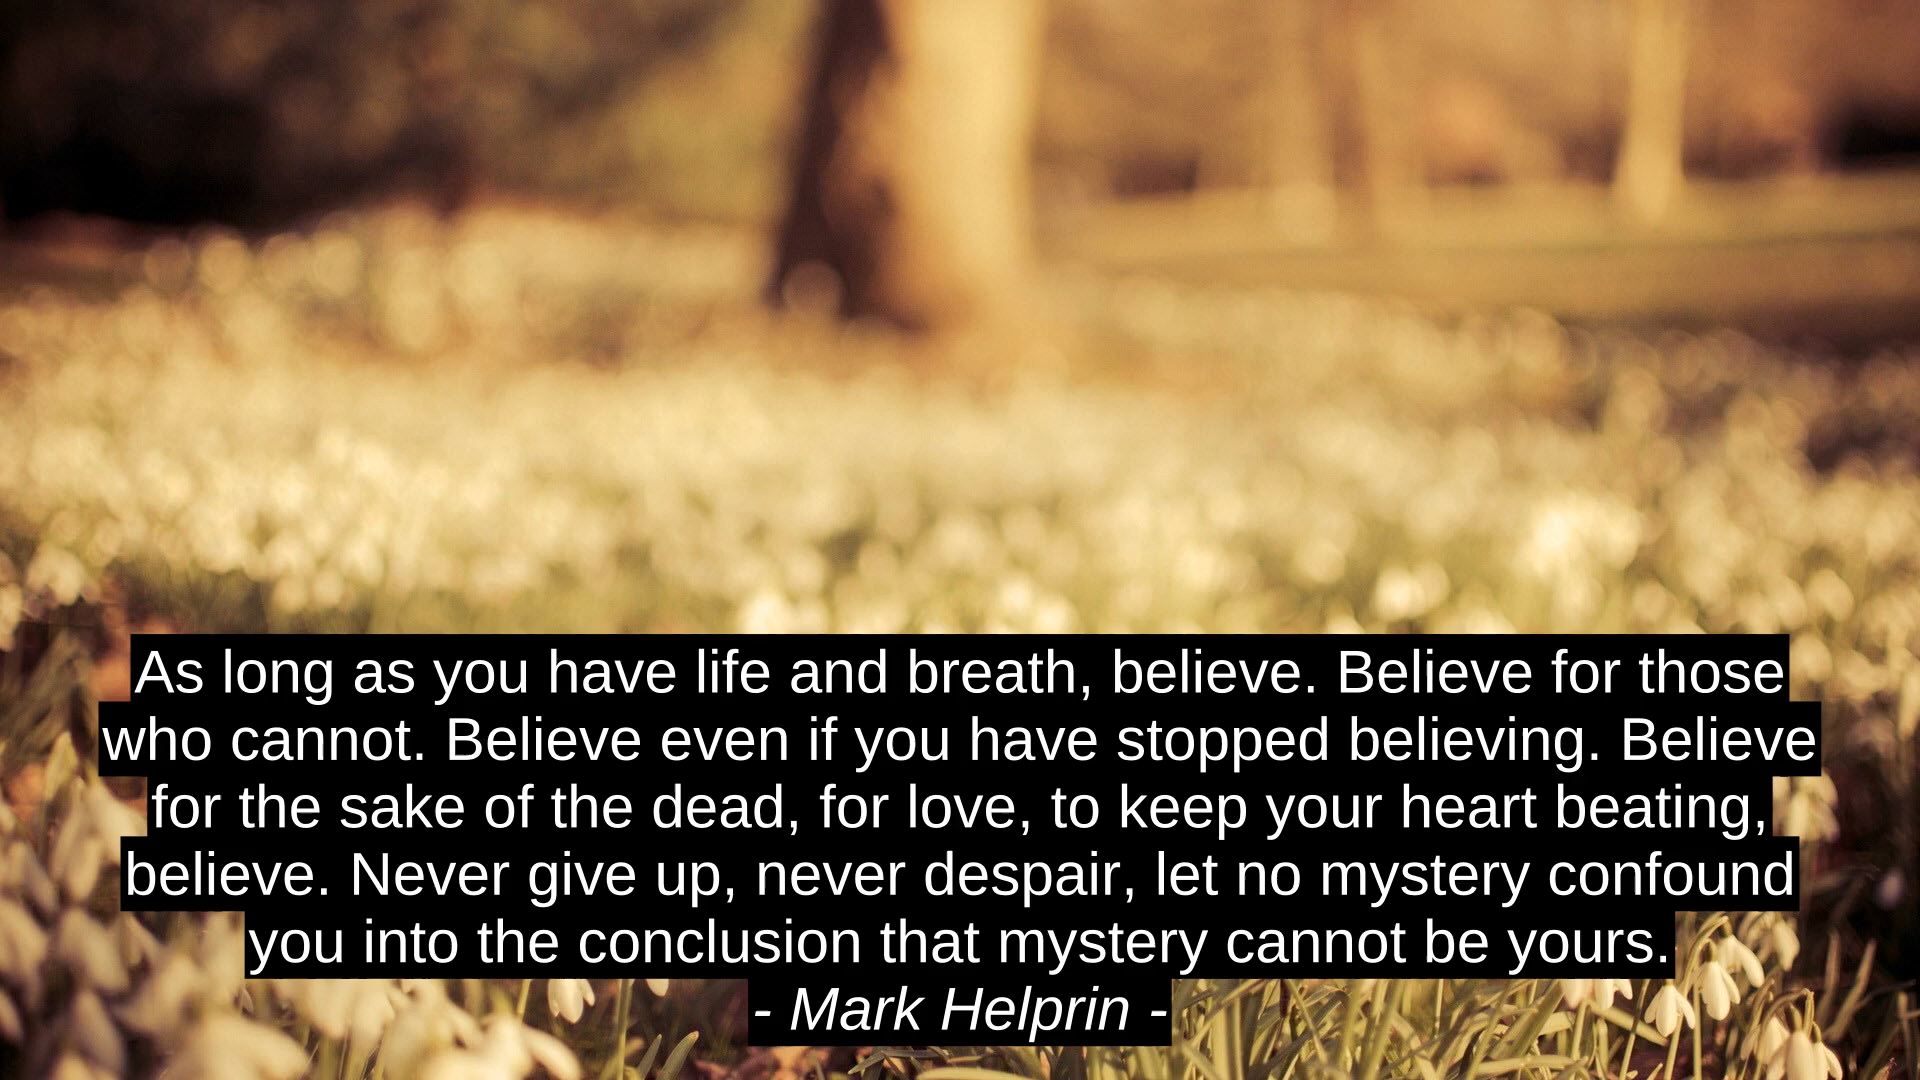 As long as you have life and breath, believe. Believe for those
who cannot. Believe even if you have stopped believing. Believe
for the sake of the dead, for love, to keep your heart beating,
believe. Never give up, never despair, let no mystery confound
you into the conclusion that mystery cannot be yours.
- Mark Helprin -